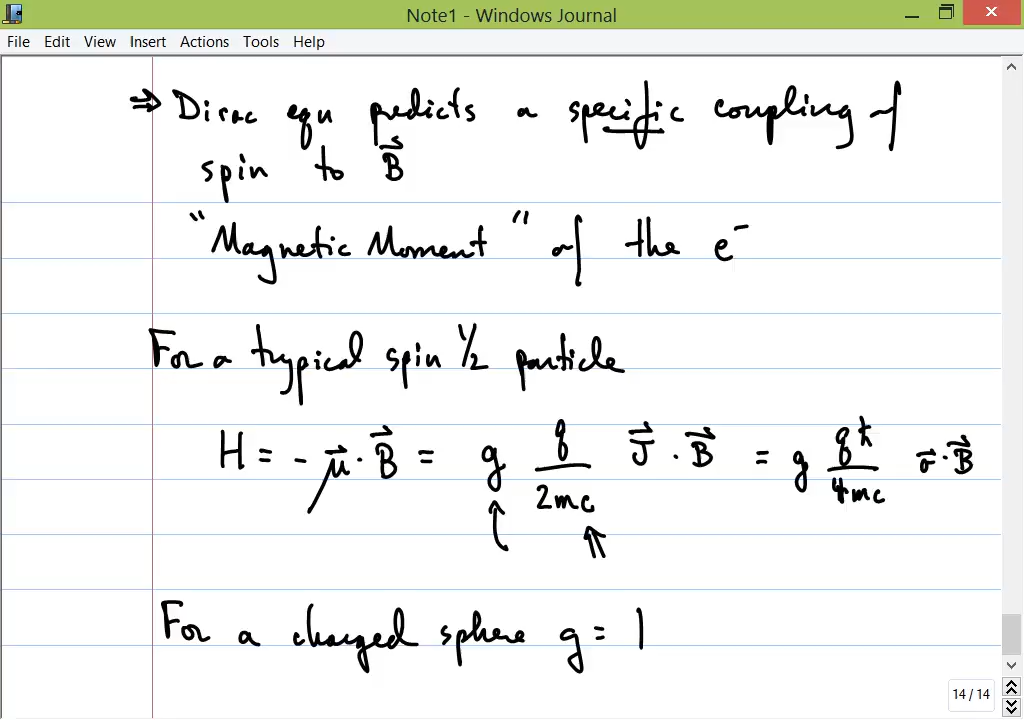 Note1 - Windows Journal
File Edit View Insert Actions Tools Help
⇒ Dirac equ predicts a specific coupling of
spin to B⃗
"Magnetic Moment" of the e⁻
For a typical spin ½ particle
H = - μ⃗ · B⃗ = g q/2mc J⃗ · B⃗ = g qħ/4mc σ⃗ · B⃗
For a charged sphere g = 1
14 / 14